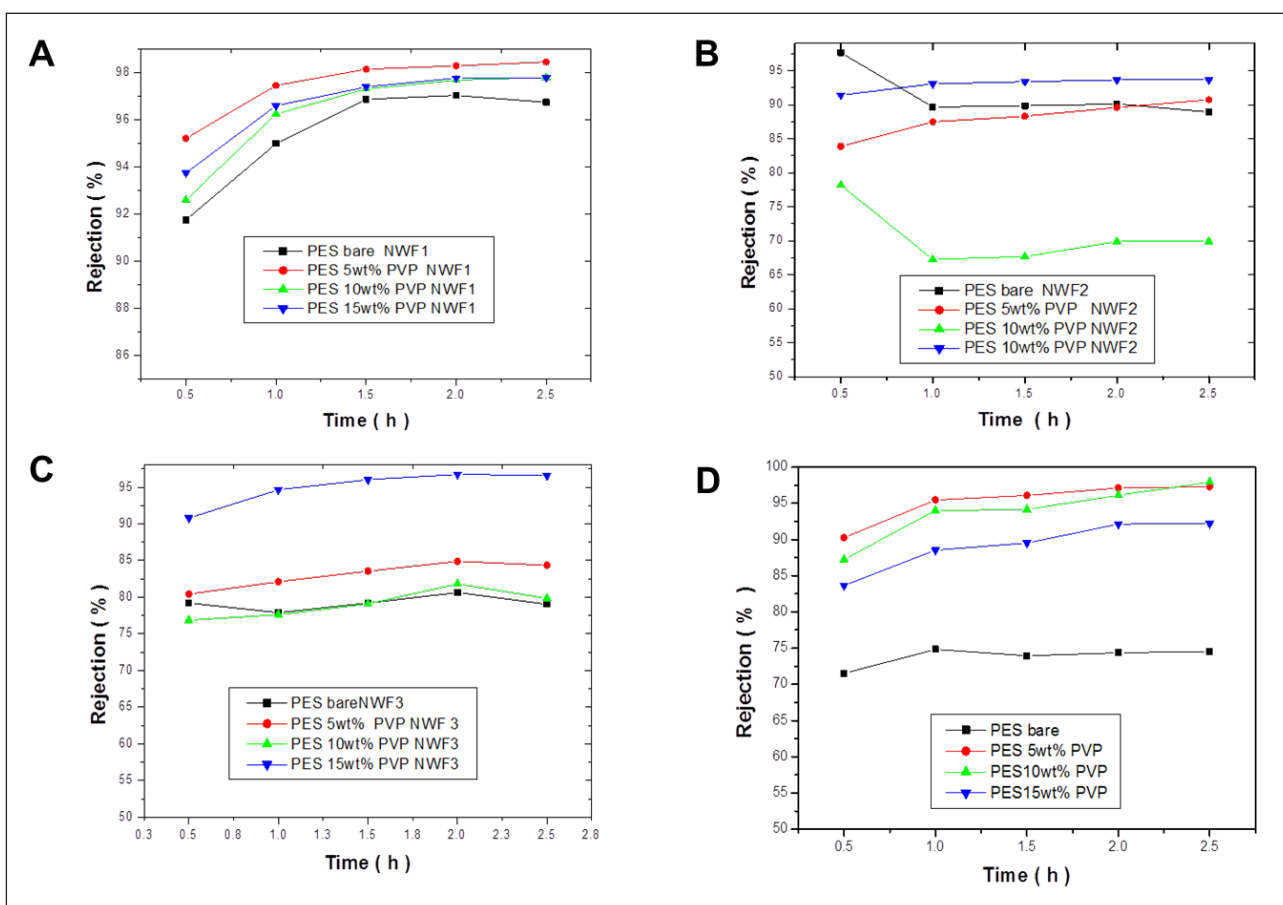 A
Rejection ( % )
98
96
94
92
90
88
86
PES bare NWF1
PES 5wt% PVP NWF1
PES 10wt% PVP NWF1
PES 15wt% PVP NWF1
0.5 1.0 1.5 2.0 2.5
Time ( h )
B
Rejection ( % )
95
90
85
80
75
70
65
60
55
50
PES bare NWF2
PES 5wt% PVP NWF2
PES 10wt% PVP NWF2
PES 10wt% PVP NWF2
0.5 1.0 1.5 2.0 2.5
Time ( h )
C
Rejection ( % )
95
90
85
80
75
70
65
60
55
50
PES bareNWF3
PES 5wt% PVP NWF 3
PES 10wt% PVP NWF3
PES 15wt% PVP NWF3
0.3 0.5 0.8 1.0 1.3 1.5 1.8 2.0 2.3 2.5 2.8
Time ( h )
D
Rejection ( % )
100
95
90
85
80
75
70
65
60
55
50
PES bare
PES 5wt% PVP
PES10wt% PVP
PES15wt% PVP
0.5 1.0 1.5 2.0 2.5
Time ( h )